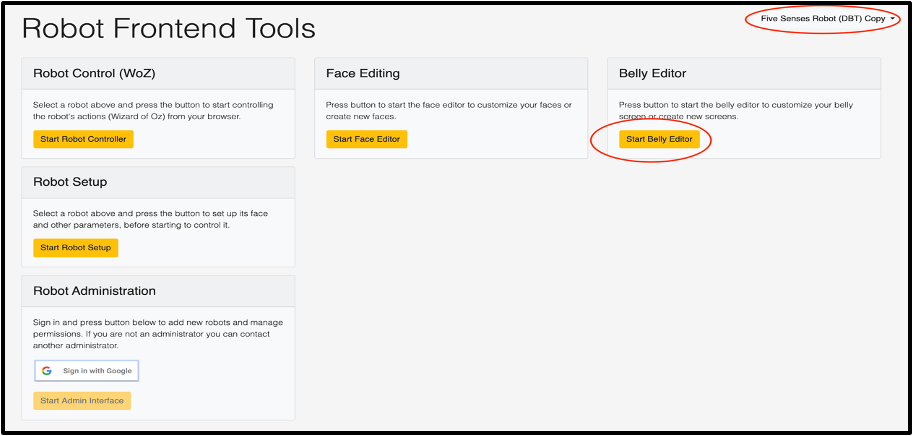 Robot Frontend Tools
Five Senses Robot (DBT) Copy
Robot Control (WoZ)
Select a robot above and press the button to start controlling
the robot's actions (Wizard of Oz) from your browser.
Start Robot Controller
Face Editing
Press button to start the face editor to customize your faces or
create new faces.
Start Face Editor
Belly Editor
Press button to start the belly editor to customize your belly
screen or create new screens.
Start Belly Editor
Robot Setup
Select a robot above and press the button to set up its face
and other parameters, before starting to control it.
Start Robot Setup
Robot Administration
Sign in and press button below to add new robots and manage
permissions. If you are not an administrator you can contact
another administrator.
Sign in with Google
Start Admin Interface